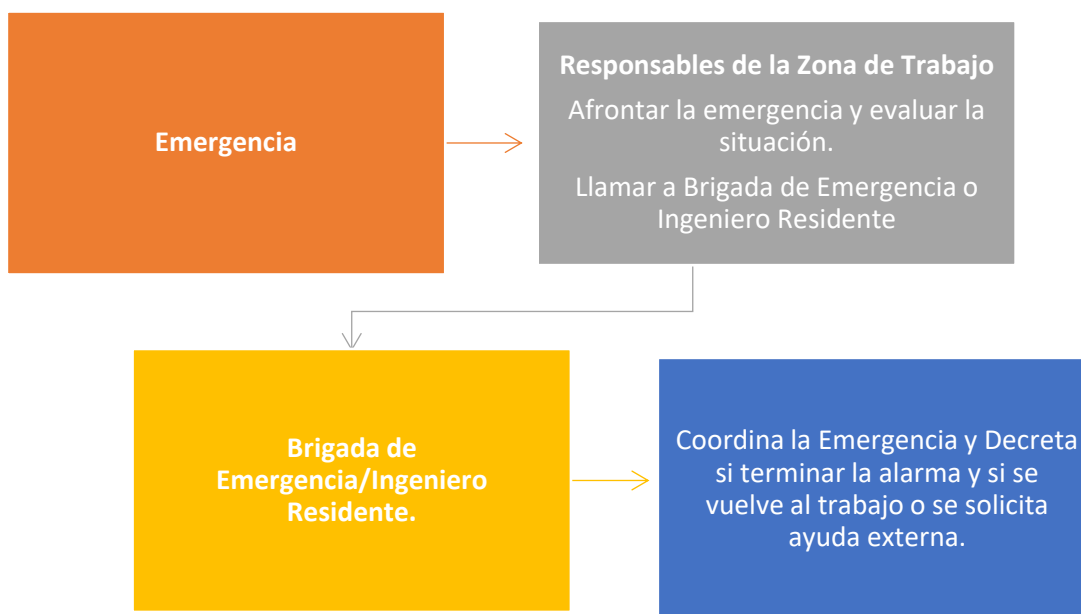 Emergencia
Responsables de la Zona de Trabajo
Afrontar la emergencia y evaluar la
situación.
Llamar a Brigada de Emergencia o
Ingeniero Residente
Brigada de
Emergencia/Ingeniero
Residente.
Coordina la Emergencia y Decreta
si terminar la alarma y si se
vuelve al trabajo o se solicita
ayuda externa.